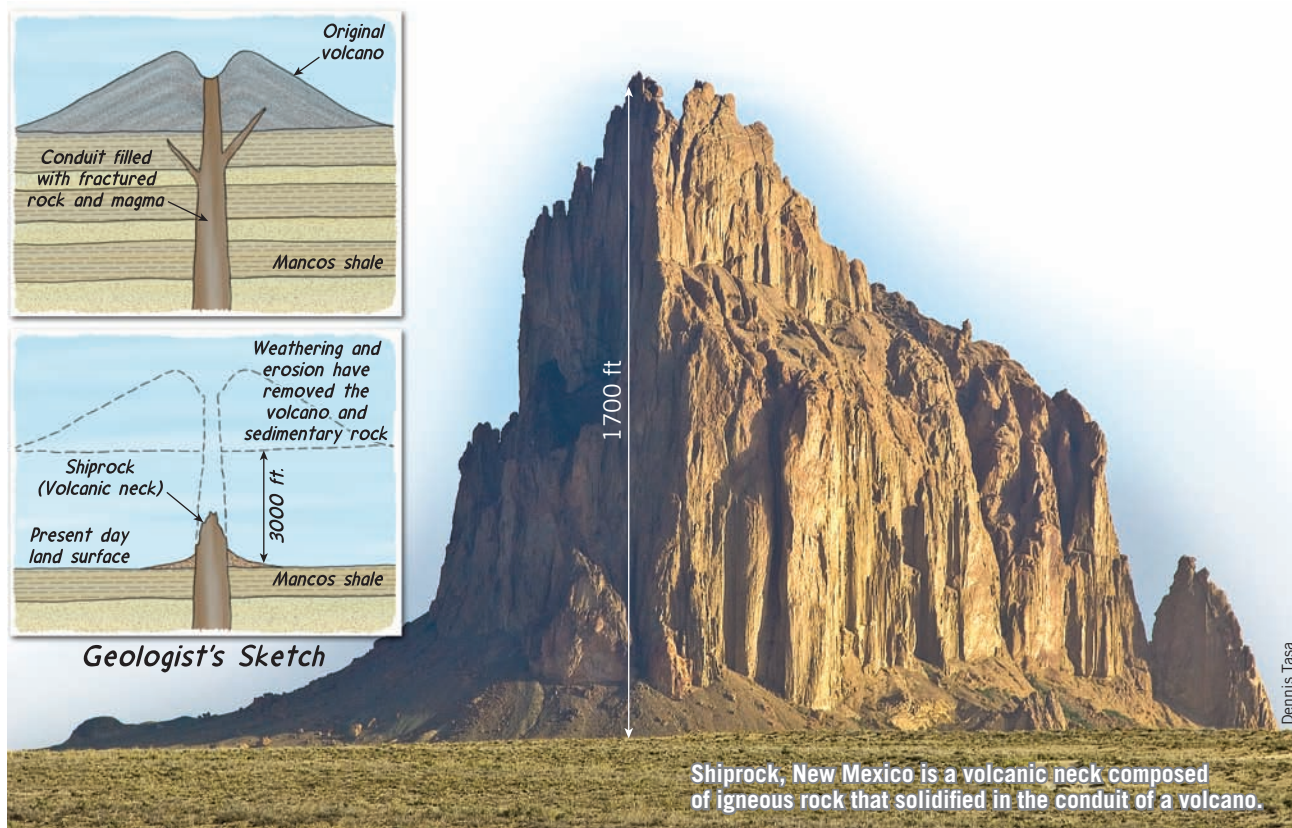 Original
volcano
Conduit filled
with fractured
rock and magma
Mancos shale
Weathering and
erosion have
removed the
volcano and
sedimentary rock
Shiprock
(Volcanic neck)
3000 ft.
Present day
land surface
Mancos shale
Geologist's Sketch
1700 ft
Dennis Tasa
Shiprock, New Mexico is a volcanic neck composed
of igneous rock that solidified in the conduit of a volcano.